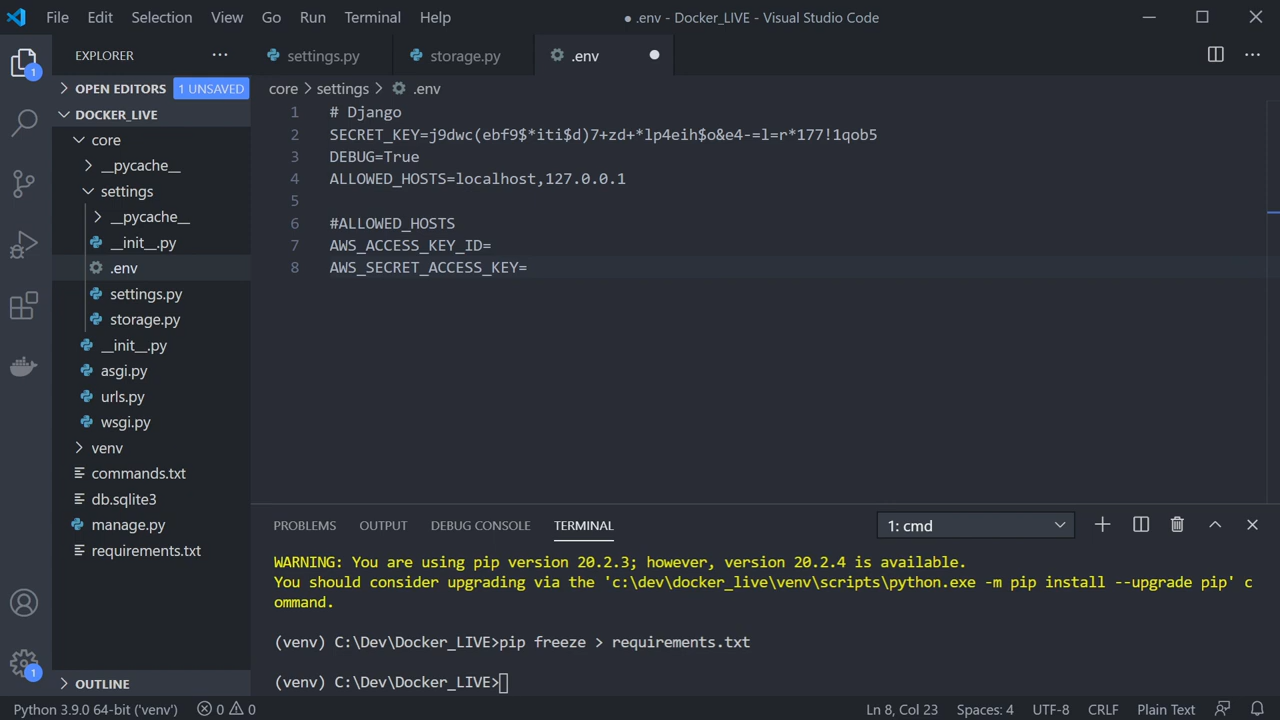 File Edit Selection View Go Run Terminal Help
● .env - Docker_LIVE - Visual Studio Code
EXPLORER
settings.py
storage.py
.env
OPEN EDITORS 1 UNSAVED
core > settings > .env
DOCKER_LIVE
core
__pycache__
settings
__pycache__
__init__.py
.env
settings.py
storage.py
__init__.py
asgi.py
urls.py
wsgi.py
venv
commands.txt
db.sqlite3
manage.py
requirements.txt
OUTLINE
1
1
1 # Django
2 SECRET_KEY=j9dwc(ebf9$*iti$d)7+zd+*lp4eih$o&e4-=l=r*177!1qob5
3 DEBUG=True
4 ALLOWED_HOSTS=localhost,127.0.0.1
5
6 #ALLOWED_HOSTS
7 AWS_ACCESS_KEY_ID=
8 AWS_SECRET_ACCESS_KEY=
PROBLEMS OUTPUT DEBUG CONSOLE TERMINAL
1: cmd
WARNING: You are using pip version 20.2.3; however, version 20.2.4 is available.
You should consider upgrading via the 'c:\dev\docker_live\venv\scripts\python.exe -m pip install --upgrade pip' c
ommand.
(venv) C:\Dev\Docker_LIVE>pip freeze > requirements.txt
(venv) C:\Dev\Docker_LIVE>
Python 3.9.0 64-bit ('venv') 0 0 Ln 8, Col 23 Spaces: 4 UTF-8 CRLF Plain Text